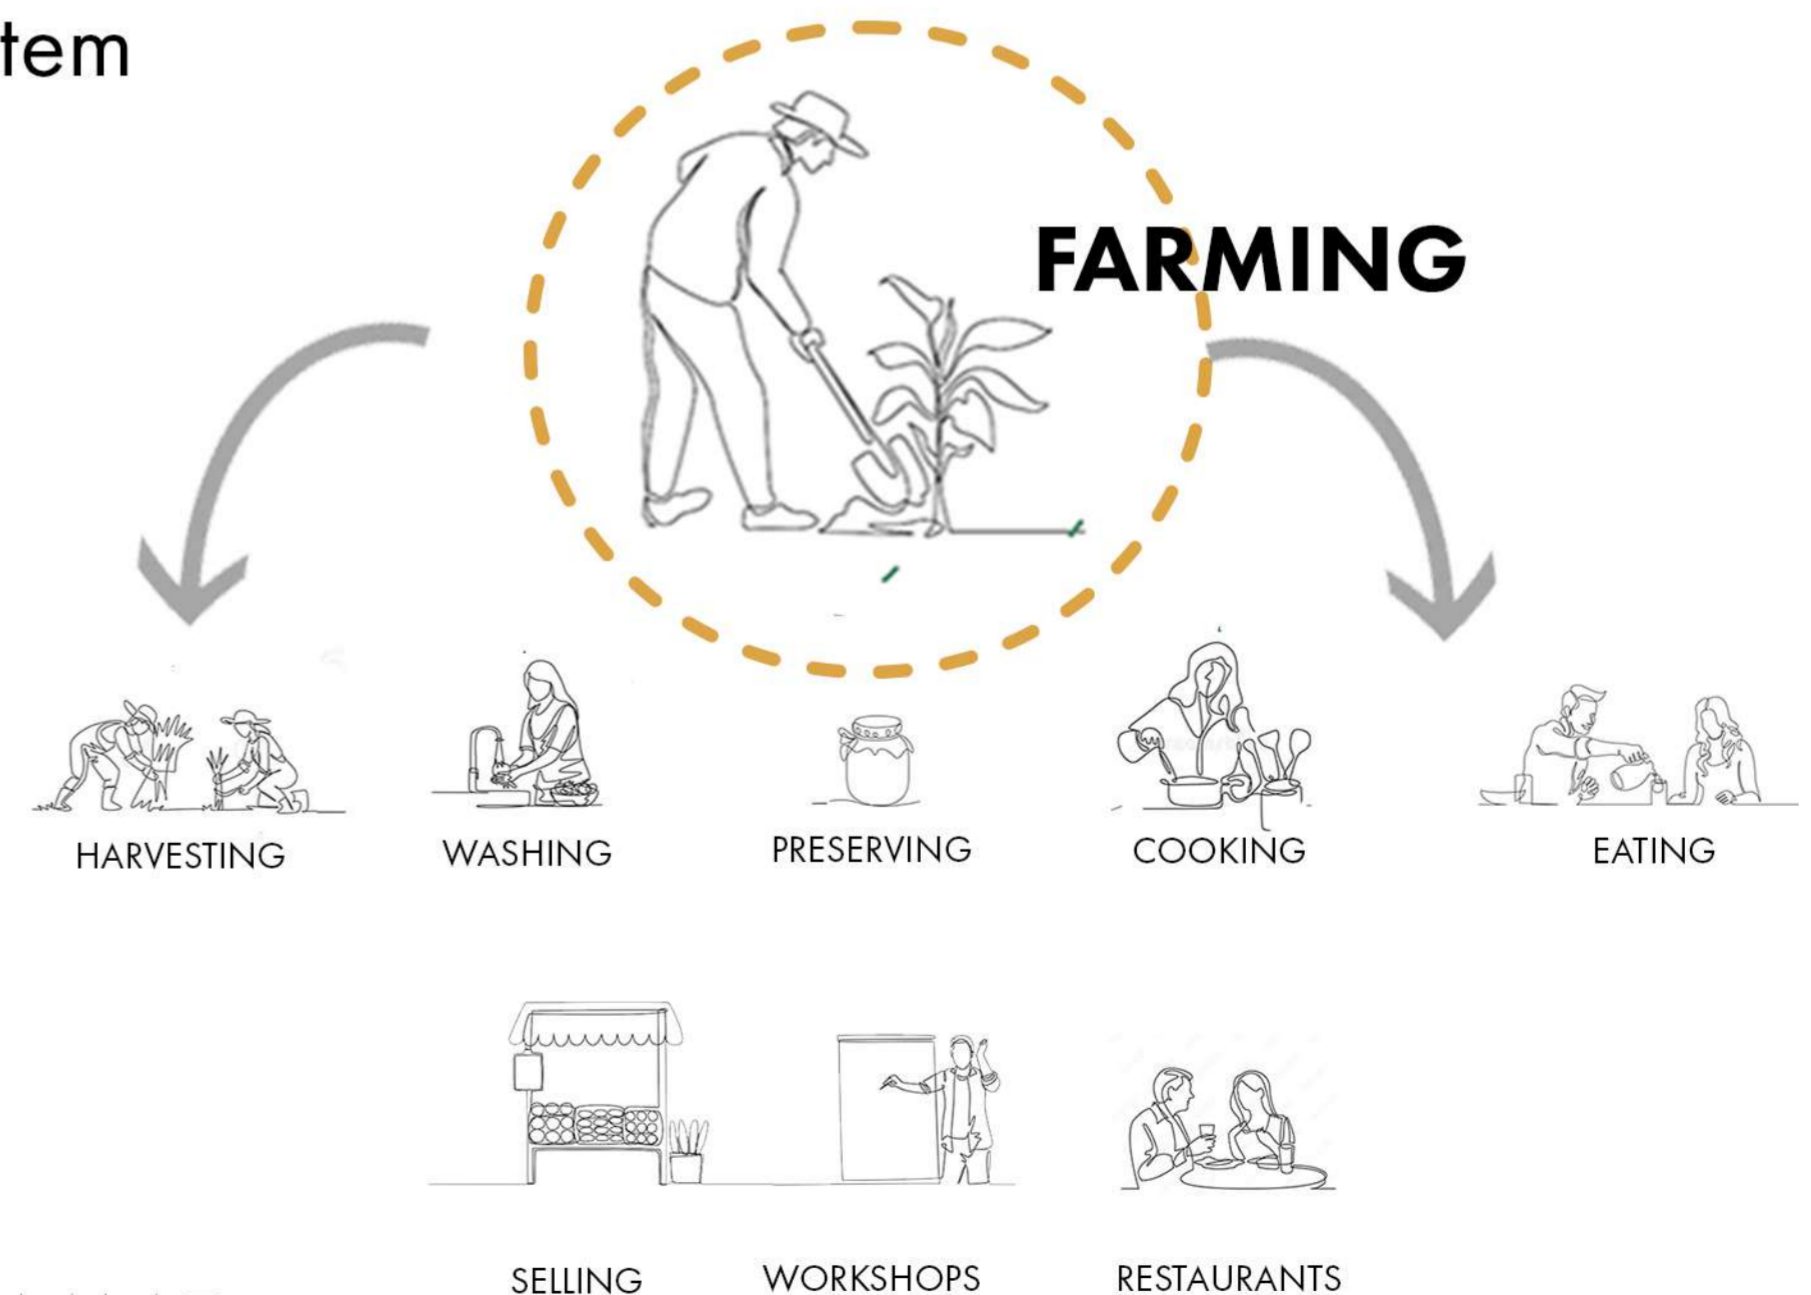 tem
FARMING
HARVESTING
WASHING
PRESERVING
COOKING
EATING
SELLING
WORKSHOPS
RESTAURANTS